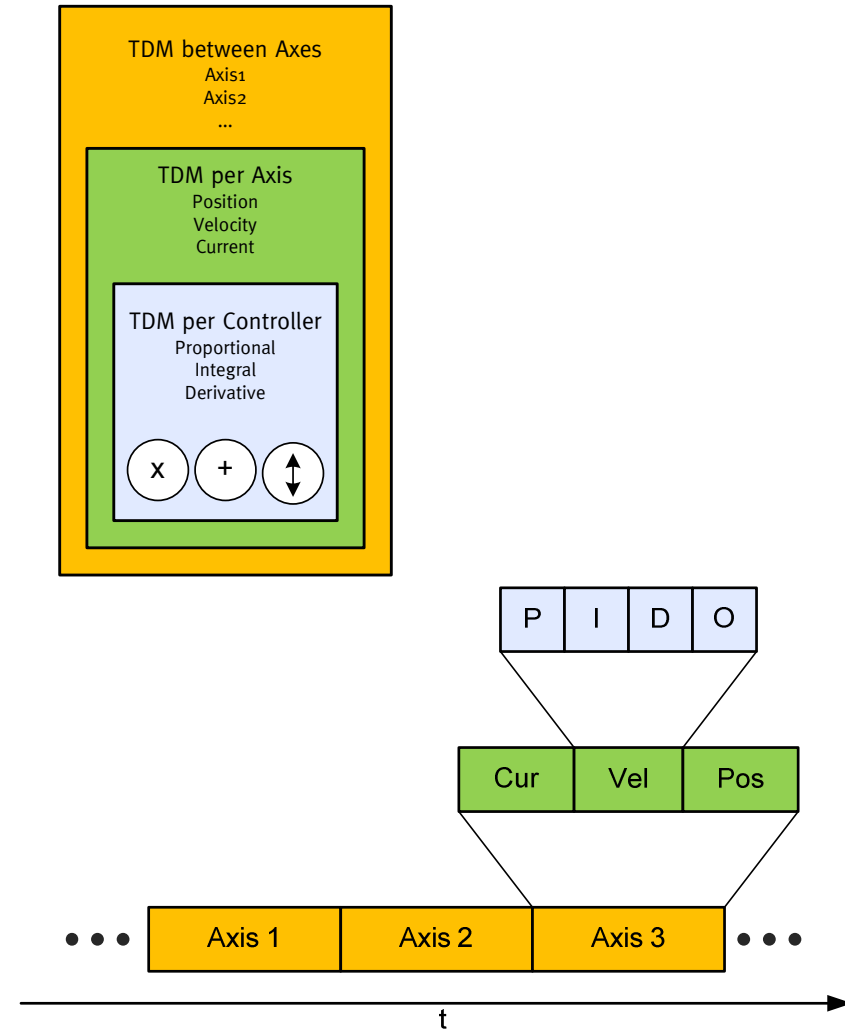 TDM between Axes
Axis1
Axis2
...
TDM per Axis
Position
Velocity
Current
TDM per Controller
Proportional
Integral
Derivative
x + ↕
P I D O
Cur Vel Pos
••• Axis 1 Axis 2 Axis 3 •••
t